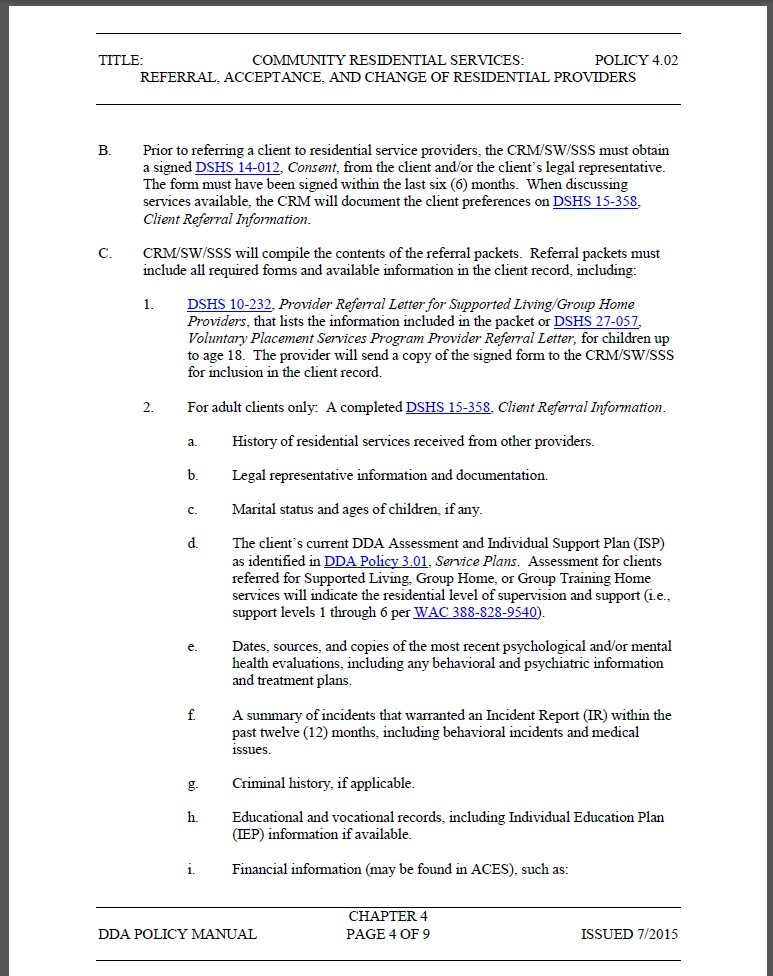 TITLE: COMMUNITY RESIDENTIAL SERVICES: POLICY 4.02
REFERRAL, ACCEPTANCE, AND CHANGE OF RESIDENTIAL PROVIDERS
B. Prior to referring a client to residential service providers, the CRM/SW/SSS must obtain
a signed DSHS 14-012, Consent, from the client and/or the client's legal representative.
The form must have been signed within the last six (6) months. When discussing
services available, the CRM will document the client preferences on DSHS 15-358,
Client Referral Information.
C. CRM/SW/SSS will compile the contents of the referral packets. Referral packets must
include all required forms and available information in the client record, including:
1. DSHS 10-232, Provider Referral Letter for Supported Living/Group Home
Providers, that lists the information included in the packet or DSHS 27-057,
Voluntary Placement Services Program Provider Referral Letter, for children up
to age 18. The provider will send a copy of the signed form to the CRM/SW/SSS
for inclusion in the client record.
2. For adult clients only: A completed DSHS 15-358, Client Referral Information.
a. History of residential services received from other providers.
b. Legal representative information and documentation.
c. Marital status and ages of children, if any.
d. The client's current DDA Assessment and Individual Support Plan (ISP)
as identified in DDA Policy 3.01, Service Plans. Assessment for clients
referred for Supported Living, Group Home, or Group Training Home
services will indicate the residential level of supervision and support (i.e.,
support levels 1 through 6 per WAC 388-828-9540).
e. Dates, sources, and copies of the most recent psychological and/or mental
health evaluations, including any behavioral and psychiatric information
and treatment plans.
f. A summary of incidents that warranted an Incident Report (IR) within the
past twelve (12) months, including behavioral incidents and medical
issues.
g. Criminal history, if applicable.
h. Educational and vocational records, including Individual Education Plan
(IEP) information if available.
i. Financial information (may be found in ACES), such as:
CHAPTER 4
DDA POLICY MANUAL PAGE 4 OF 9 ISSUED 7/2015